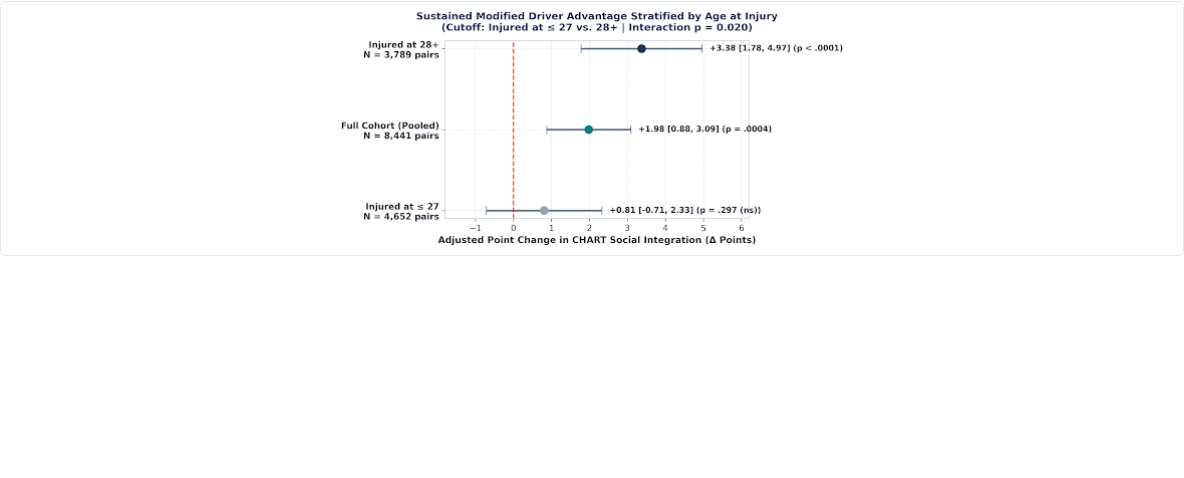 Sustained Modified Driver Advantage Stratified by Age at Injury
(Cutoff: Injured at ≤ 27 vs. 28+ | Interaction p = 0.020)
Injured at 28+
N = 3,789 pairs
+3.38 [1.78, 4.97] (p < .0001)
Full Cohort (Pooled)
N = 8,441 pairs
+1.98 [0.88, 3.09] (p = .0004)
Injured at ≤ 27
N = 4,652 pairs
+0.81 [-0.71, 2.33] (p = .297 (ns))
−1 0 1 2 3 4 5 6
Adjusted Point Change in CHART Social Integration (Δ Points)